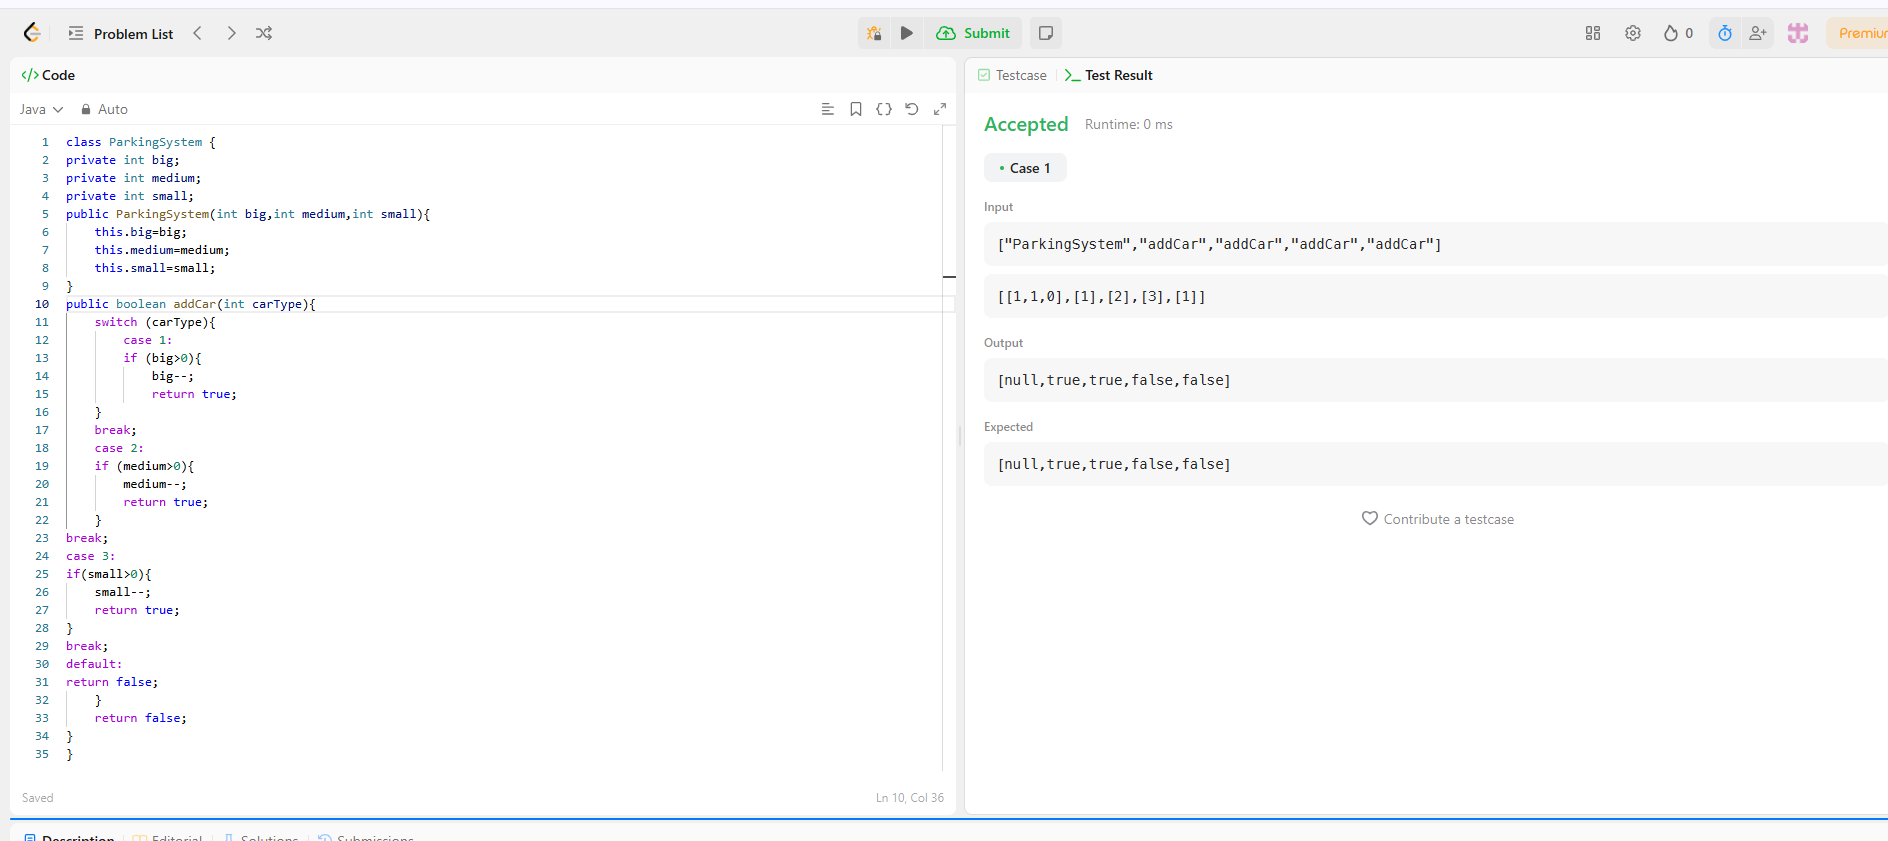 Problem List
Submit
0
Premium
</> Code
Java
Auto
1 class ParkingSystem {
2 private int big;
3 private int medium;
4 private int small;
5 public ParkingSystem(int big,int medium,int small){
6     this.big=big;
7     this.medium=medium;
8     this.small=small;
9 }
10 public boolean addCar(int carType){
11     switch (carType){
12         case 1:
13         if (big>0){
14             big--;
15             return true;
16     }
17     break;
18     case 2:
19     if (medium>0){
20         medium--;
21         return true;
22     }
23 break;
24 case 3:
25 if(small>0){
26     small--;
27     return true;
28 }
29 break;
30 default:
31 return false;
32     }
33     return false;
34 }
35 }
Saved
Ln 10, Col 36
Testcase
Test Result
Accepted
Runtime: 0 ms
Case 1
Input
["ParkingSystem","addCar","addCar","addCar","addCar"]
[[1,1,0],[1],[2],[3],[1]]
Output
[null,true,true,false,false]
Expected
[null,true,true,false,false]
Contribute a testcase
Description
Editorial
Solutions
Submissions